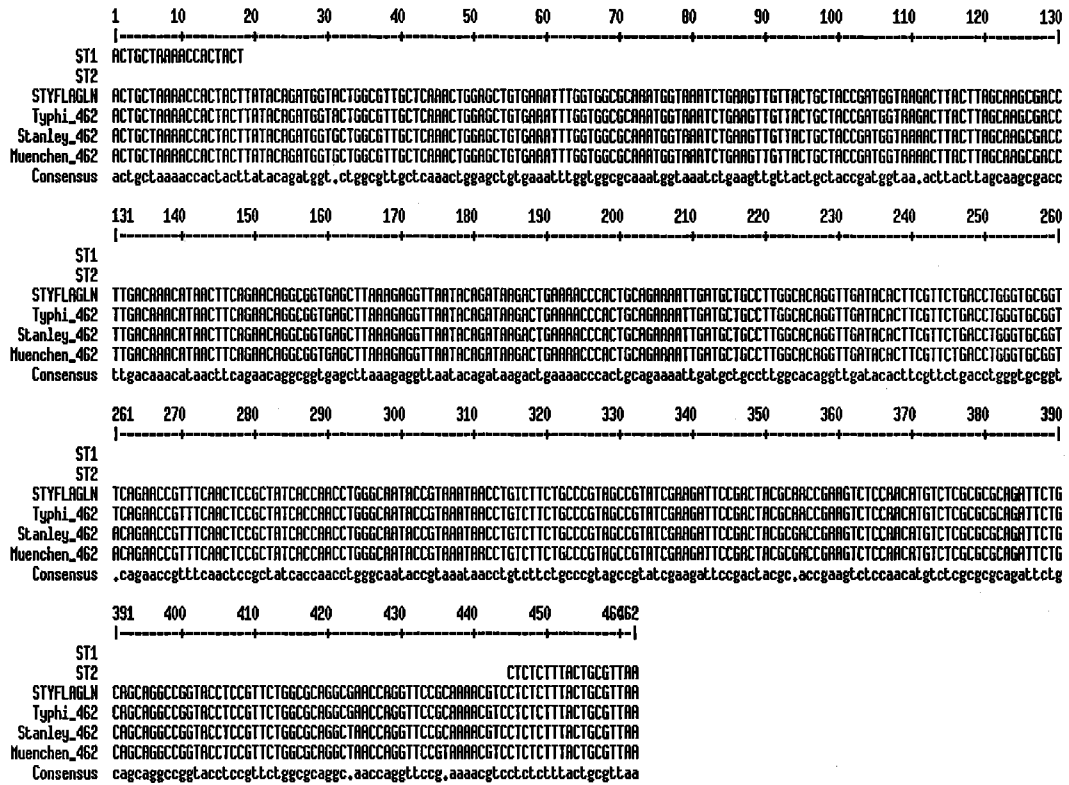 1 10 20 30 40 50 60 70 80 90 100 110 120 130
ST1 ACTGCTAAAACCACTACT
ST2
STYFLAGLN ACTGCTAAAACCACTACTTATACAGATGGTACTGGCGTTGCTCAAACTGGAGCTGTGAAATTTGGTGGCGCAAATGGTAAATCTGAAGTTGTTACTGCTACCGATGGTAAGACTTACTTAGCAAGCGACC
Typhi_462 ACTGCTAAAACCACTACTTATACAGATGGTACTGGCGTTGCTCAAACTGGAGCTGTGAAATTTGGTGGCGCAAATGGTAAATCTGAAGTTGTTACTGCTACCGATGGTAAGACTTACTTAGCAAGCGACC
Stanley_462 ACTGCTAAAACCACTACTTATACAGATGGTGCTGGCGTTGCTCAAACTGGAGCTGTGAAATTTGGTGGCGCAAATGGTAAATCTGAAGTTGTTACTGCTACCGATGGTAAAACTTACTTAGCAAGCGACC
Muenchen_462 ACTGCTAAAACCACTACTTATACAGATGGTGCTGGCGTTGCTCAAACTGGAGCTGTGAAATTTGGTGGCGCAAATGGTAAATCTGAAGTTGTTACTGCTACCGATGGTAAAACTTACTTAGCAAGCGACC
Consensus actgctaaaaccactacttatacagatggt.ctggcgttgctcaaactggagctgtgaaatttggtggcgcaaatggtaaatctgaagttgttactgctaccgatggtaa.acttacttagcaagcgacc
131 140 150 160 170 180 190 200 210 220 230 240 250 260
ST1
ST2
STYFLAGLN TTGACAAACATAACTTCAGAACAGGCGGTGAGCTTAAAGAGGTTAATACAGATAAGACTGAAAACCCACTGCAGAAAATTGATGCTGCCTTGGCACAGGTTGATACACTTCGTTCTGACCTGGGTGCGGT
Typhi_462 TTGACAAACATAACTTCAGAACAGGCGGTGAGCTTAAAGAGGTTAATACAGATAAGACTGAAAACCCACTGCAGAAAATTGATGCTGCCTTGGCACAGGTTGATACACTTCGTTCTGACCTGGGTGCGGT
Stanley_462 TTGACAAACATAACTTCAGAACAGGCGGTGAGCTTAAAGAGGTTAATACAGATAAGACTGAAAACCCACTGCAGAAAATTGATGCTGCCTTGGCACAGGTTGATACACTTCGTTCTGACCTGGGTGCGGT
Muenchen_462 TTGACAAACATAACTTCAGAACAGGCGGTGAGCTTAAAGAGGTTAATACAGATAAGACTGAAAACCCACTGCAGAAAATTGATGCTGCCTTGGCACAGGTTGATACACTTCGTTCTGACCTGGGTGCGGT
Consensus ttgacaaacataacttcagaacaggcggtgagcttaaagaggttaatacagataagactgaaaacccactgcagaaaattgatgctgccttggcacaggttgatacacttcgttctgacctgggtgcggt
261 270 280 290 300 310 320 330 340 350 360 370 380 390
ST1
ST2
STYFLAGLN TCAGAACCGTTTCAACTCCGCTATCACCAACCTGGGCAATACCGTAAATAACCTGTCTTCTGCCCGTAGCCGTATCGAAGATTCCGACTACGCAACCGAAGTCTCCAACATGTCTCGCGCGCAGATTCTG
Typhi_462 TCAGAACCGTTTCAACTCCGCTATCACCAACCTGGGCAATACCGTAAATAACCTGTCTTCTGCCCGTAGCCGTATCGAAGATTCCGACTACGCAACCGAAGTCTCCAACATGTCTCGCGCGCAGATTCTG
Stanley_462 ACAGAACCGTTTCAACTCCGCTATCACCAACCTGGGCAATACCGTAAATAACCTGTCTTCTGCCCGTAGCCGTATCGAAGATTCCGACTACGCGACCGAAGTCTCCAACATGTCTCGCGCGCAGATTCTG
Muenchen_462 ACAGAACCGTTTCAACTCCGCTATCACCAACCTGGGCAATACCGTAAATAACCTGTCTTCTGCCCGTAGCCGTATCGAAGATTCCGACTACGCGACCGAAGTCTCCAACATGTCTCGCGCGCAGATTCTG
Consensus .cagaaccgtttcaactccgctatcaccaacctgggcaataccgtaaataacctgtcttctgcccgtagccgtatcgaagattccgactacgc.accgaagtctccaacatgtctcgcgcgcagattctg
391 400 410 420 430 440 450 460462
ST1
ST2 CTCTCTTTACTGCGTTAA
STYFLAGLN CAGCAGGCCGGTACCTCCGTTCTGGCGCAGGCGAACCAGGTTCCGCAAAACGTCCTCTCTTTACTGCGTTAA
Typhi_462 CAGCAGGCCGGTACCTCCGTTCTGGCGCAGGCGAACCAGGTTCCGCAAAACGTCCTCTCTTTACTGCGTTAA
Stanley_462 CAGCAGGCCGGTACCTCCGTTCTGGCGCAGGCTAACCAGGTTCCGCAAAACGTCCTCTCTTTACTGCGTTAA
Muenchen_462 CAGCAGGCCGGTACCTCCGTTCTGGCGCAGGCTAACCAGGTTCCGTAAAACGTCCTCTCTTTACTGCGTTAA
Consensus cagcaggccggtacctccgttctggcgcaggc.aaccaggttccg.aaaacgtcctctctttactgcgttaa